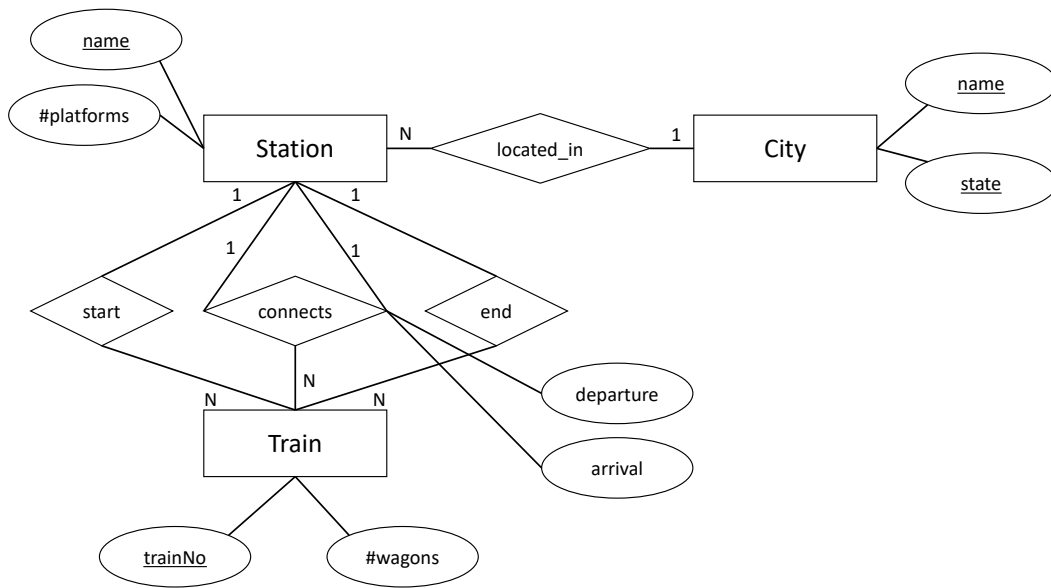 name
#platforms
Station
N
located_in
1
City
name
state
1
1
1
1
start
connects
end
N
N
N
departure
arrival
Train
trainNo
#wagons